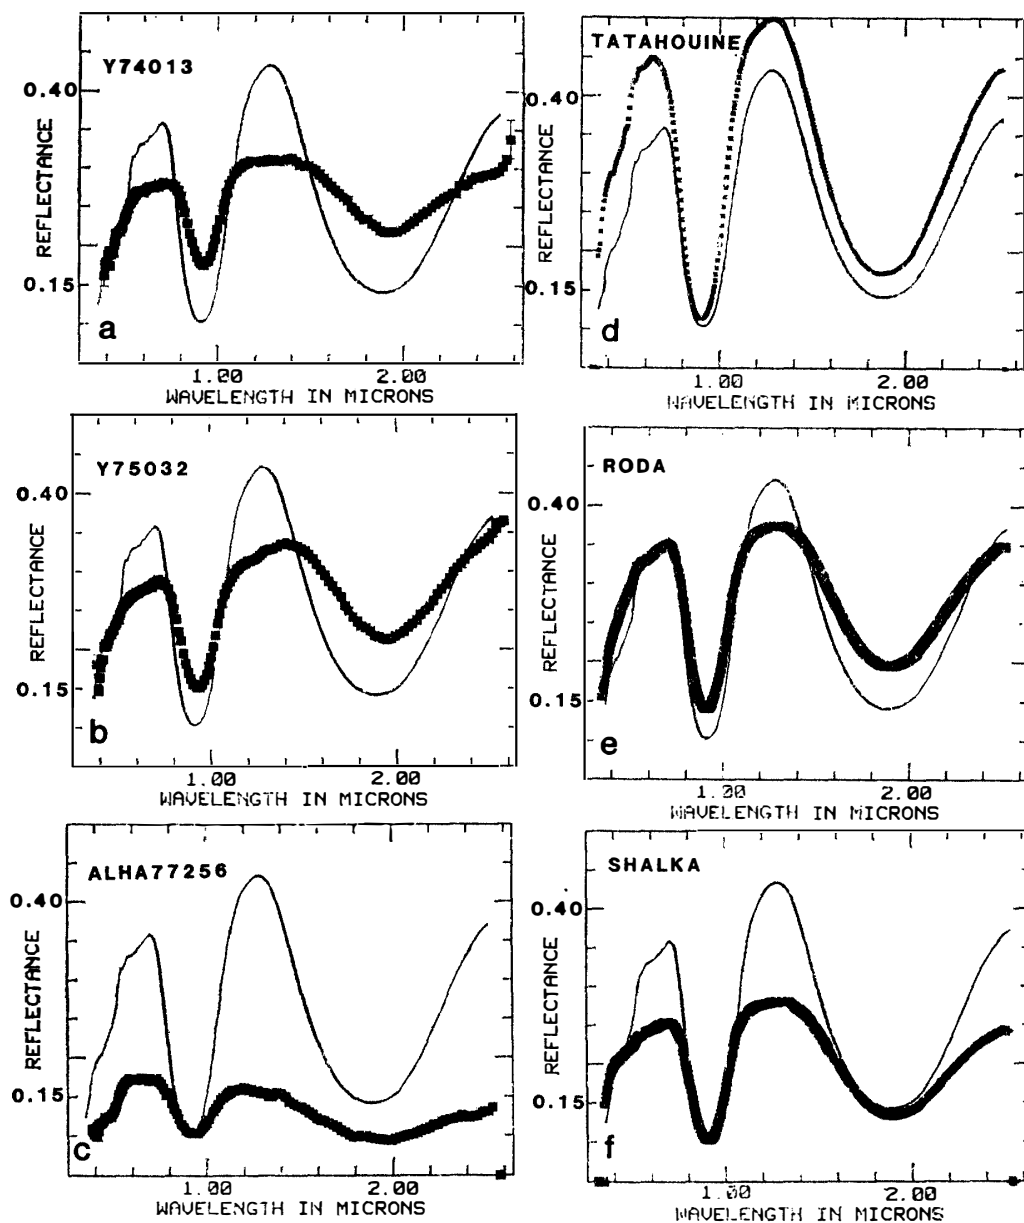 Y74013
0.40
REFLECTANCE
0.15
a
1.00 2.00
WAVELENGTH IN MICRONS
TATAHOUINE
0.40
REFLECTANCE
0.15
d
1.00 2.00
WAVELENGTH IN MICRONS
Y75032
0.40
REFLECTANCE
0.15
b
1.00 2.00
WAVELENGTH IN MICRONS
RODA
0.40
REFLECTANCE
0.15
e
1.00 2.00
WAVELENGTH IN MICRONS
ALHA77256
0.40
REFLECTANCE
0.15
c
1.00 2.00
WAVELENGTH IN MICRONS
SHALKA
0.40
REFLECTANCE
0.15
f
1.00 2.00
WAVELENGTH IN MICRONS